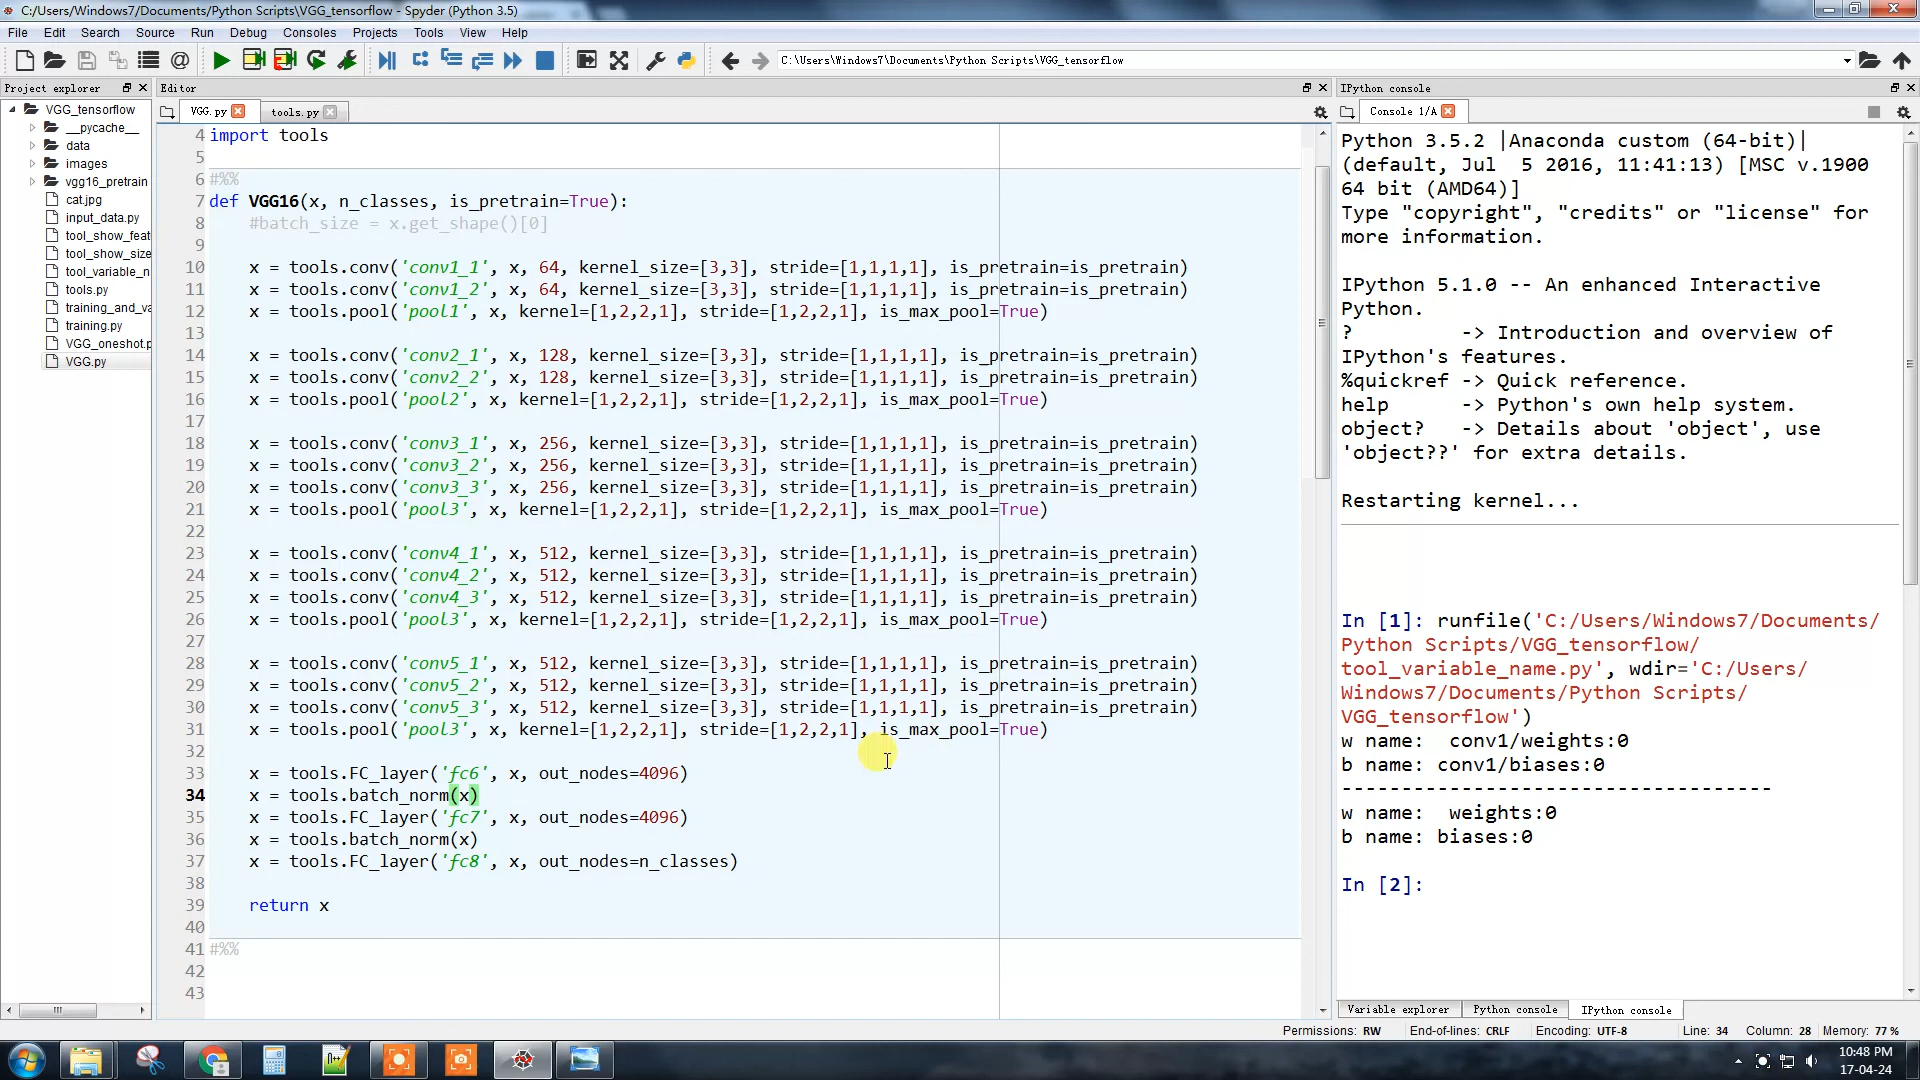 C:/Users/Windows7/Documents/Python Scripts\VGG_tensorflow - Spyder (Python 3.5)
File Edit Search Source Run Debug Consoles Projects Tools View Help
C:\Users\Windows7\Documents\Python Scripts\VGG_tensorflow
Project explorer
VGG_tensorflow
__pycache__
data
images
vgg16_pretrain
cat.jpg
input_data.py
tool_show_feat
tool_show_size
tool_variable_n
tools.py
training_and_va
training.py
VGG_oneshot.p
VGG.py
Editor
VGG.py tools.py
4 import tools
5
6 #%%
7 def VGG16(x, n_classes, is_pretrain=True):
8 #batch_size = x.get_shape()[0]
9
10 x = tools.conv('conv1_1', x, 64, kernel_size=[3,3], stride=[1,1,1,1], is_pretrain=is_pretrain)
11 x = tools.conv('conv1_2', x, 64, kernel_size=[3,3], stride=[1,1,1,1], is_pretrain=is_pretrain)
12 x = tools.pool('pool1', x, kernel=[1,2,2,1], stride=[1,2,2,1], is_max_pool=True)
13
14 x = tools.conv('conv2_1', x, 128, kernel_size=[3,3], stride=[1,1,1,1], is_pretrain=is_pretrain)
15 x = tools.conv('conv2_2', x, 128, kernel_size=[3,3], stride=[1,1,1,1], is_pretrain=is_pretrain)
16 x = tools.pool('pool2', x, kernel=[1,2,2,1], stride=[1,2,2,1], is_max_pool=True)
17
18 x = tools.conv('conv3_1', x, 256, kernel_size=[3,3], stride=[1,1,1,1], is_pretrain=is_pretrain)
19 x = tools.conv('conv3_2', x, 256, kernel_size=[3,3], stride=[1,1,1,1], is_pretrain=is_pretrain)
20 x = tools.conv('conv3_3', x, 256, kernel_size=[3,3], stride=[1,1,1,1], is_pretrain=is_pretrain)
21 x = tools.pool('pool3', x, kernel=[1,2,2,1], stride=[1,2,2,1], is_max_pool=True)
22
23 x = tools.conv('conv4_1', x, 512, kernel_size=[3,3], stride=[1,1,1,1], is_pretrain=is_pretrain)
24 x = tools.conv('conv4_2', x, 512, kernel_size=[3,3], stride=[1,1,1,1], is_pretrain=is_pretrain)
25 x = tools.conv('conv4_3', x, 512, kernel_size=[3,3], stride=[1,1,1,1], is_pretrain=is_pretrain)
26 x = tools.pool('pool3', x, kernel=[1,2,2,1], stride=[1,2,2,1], is_max_pool=True)
27
28 x = tools.conv('conv5_1', x, 512, kernel_size=[3,3], stride=[1,1,1,1], is_pretrain=is_pretrain)
29 x = tools.conv('conv5_2', x, 512, kernel_size=[3,3], stride=[1,1,1,1], is_pretrain=is_pretrain)
30 x = tools.conv('conv5_3', x, 512, kernel_size=[3,3], stride=[1,1,1,1], is_pretrain=is_pretrain)
31 x = tools.pool('pool3', x, kernel=[1,2,2,1], stride=[1,2,2,1], is_max_pool=True)
32
33 x = tools.FC_layer('fc6', x, out_nodes=4096)
34 x = tools.batch_norm(x)
35 x = tools.FC_layer('fc7', x, out_nodes=4096)
36 x = tools.batch_norm(x)
37 x = tools.FC_layer('fc8', x, out_nodes=n_classes)
38
39 return x
40
41 #%%
42
43
IPython console
Console 1/A
Python 3.5.2 |Anaconda custom (64-bit)|
(default, Jul 5 2016, 11:41:13) [MSC v.1900
64 bit (AMD64)]
Type "copyright", "credits" or "license" for
more information.
IPython 5.1.0 -- An enhanced Interactive
Python.
? -> Introduction and overview of
IPython's features.
%quickref -> Quick reference.
help -> Python's own help system.
object? -> Details about 'object', use
'object??' for extra details.
Restarting kernel...
In [1]: runfile('C:/Users/Windows7/Documents/
Python Scripts/VGG_tensorflow/
tool_variable_name.py', wdir='C:/Users/
Windows7/Documents/Python Scripts/
VGG_tensorflow')
w name: conv1/weights:0
b name: conv1/biases:0
-----------------------------------
w name: weights:0
b name: biases:0
In [2]:
Variable explorer Python console IPython console
Permissions: RW End-of-lines: CRLF Encoding: UTF-8 Line: 34 Column: 28 Memory: 77 %
10:48 PM
17-04-24